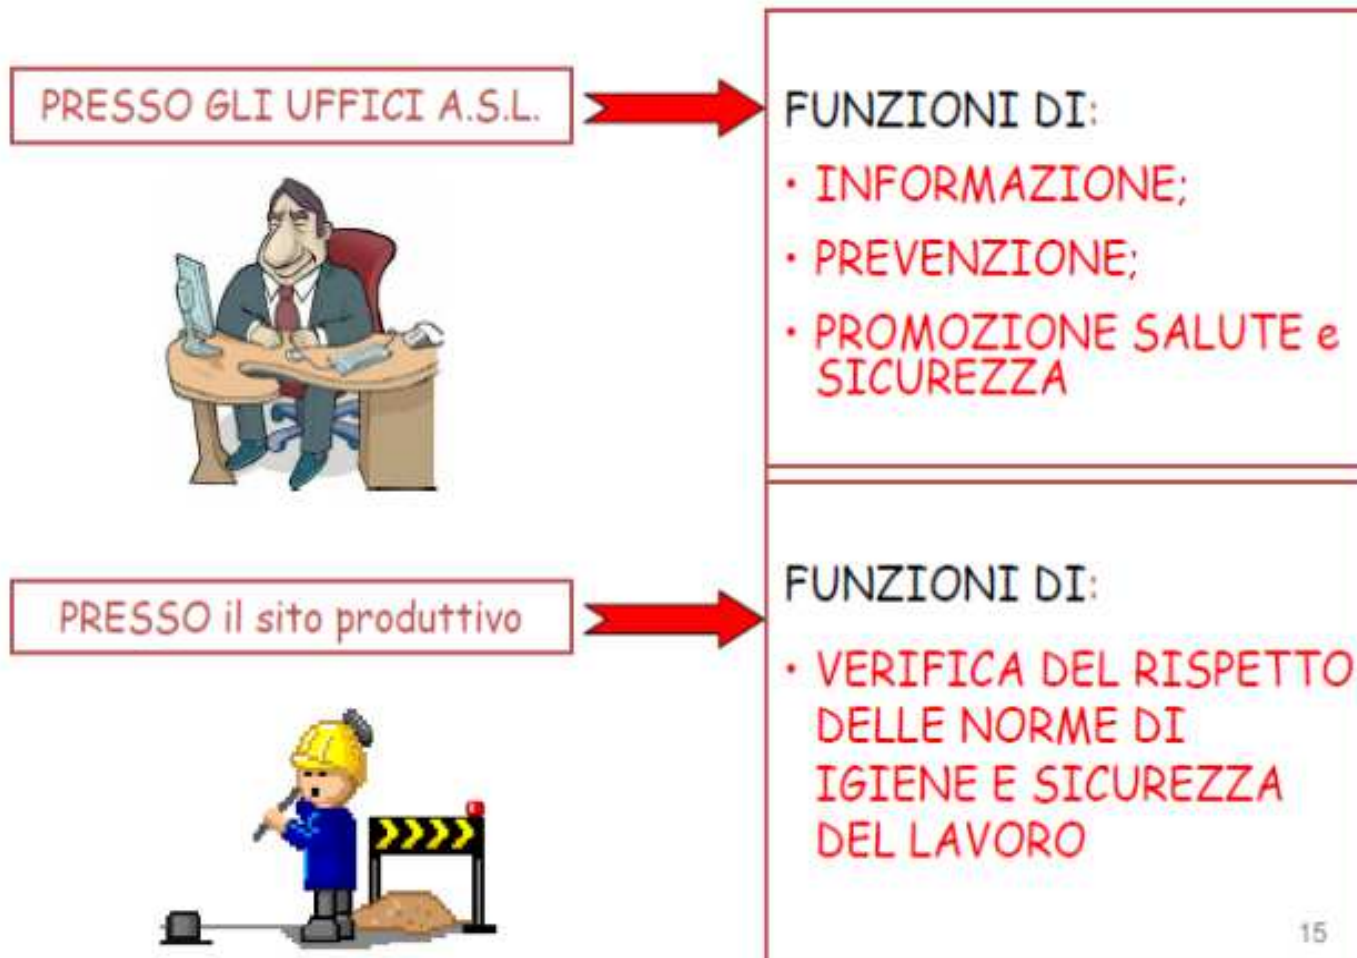 PRESSO GLI UFFICI A.S.L.
FUNZIONI DI:
• INFORMAZIONE;
• PREVENZIONE;
• PROMOZIONE SALUTE e
SICUREZZA
PRESSO il sito produttivo
FUNZIONI DI:
• VERIFICA DEL RISPETTO
DELLE NORME DI
IGIENE E SICUREZZA
DEL LAVORO
15